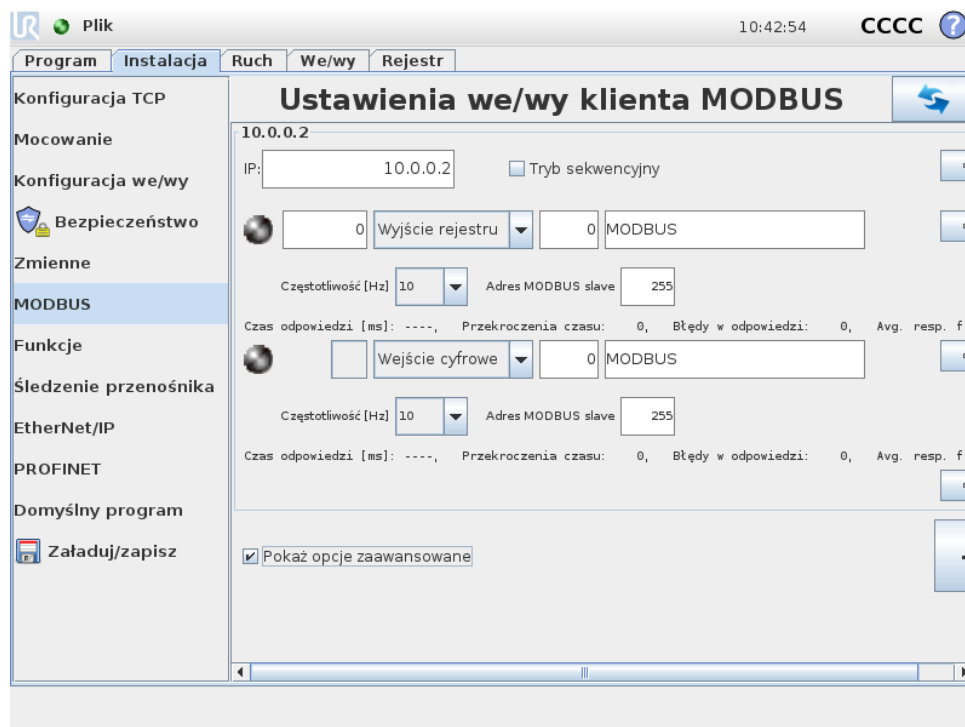 UR Plik 10:42:54 CCCC ?
Program Instalacja Ruch We/wy Rejestr
Konfiguracja TCP
Mocowanie
Konfiguracja we/wy
Bezpieczeństwo
Zmienne
MODBUS
Funkcje
Śledzenie przenośnika
EtherNet/IP
PROFINET
Domyślny program
Załaduj/zapisz
Ustawienia we/wy klienta MODBUS
10.0.0.2
IP: 10.0.0.2 Tryb sekwencyjny
0 Wyjście rejestru 0 MODBUS
Częstotliwość [Hz] 10 Adres MODBUS slave 255
Czas odpowiedzi [ms]: ----, Przekroczenia czasu: 0, Błędy w odpowiedzi: 0, Avg. resp. f
Wejście cyfrowe 0 MODBUS
Częstotliwość [Hz] 10 Adres MODBUS slave 255
Czas odpowiedzi [ms]: ----, Przekroczenia czasu: 0, Błędy w odpowiedzi: 0, Avg. resp. f
Pokaż opcje zaawansowane